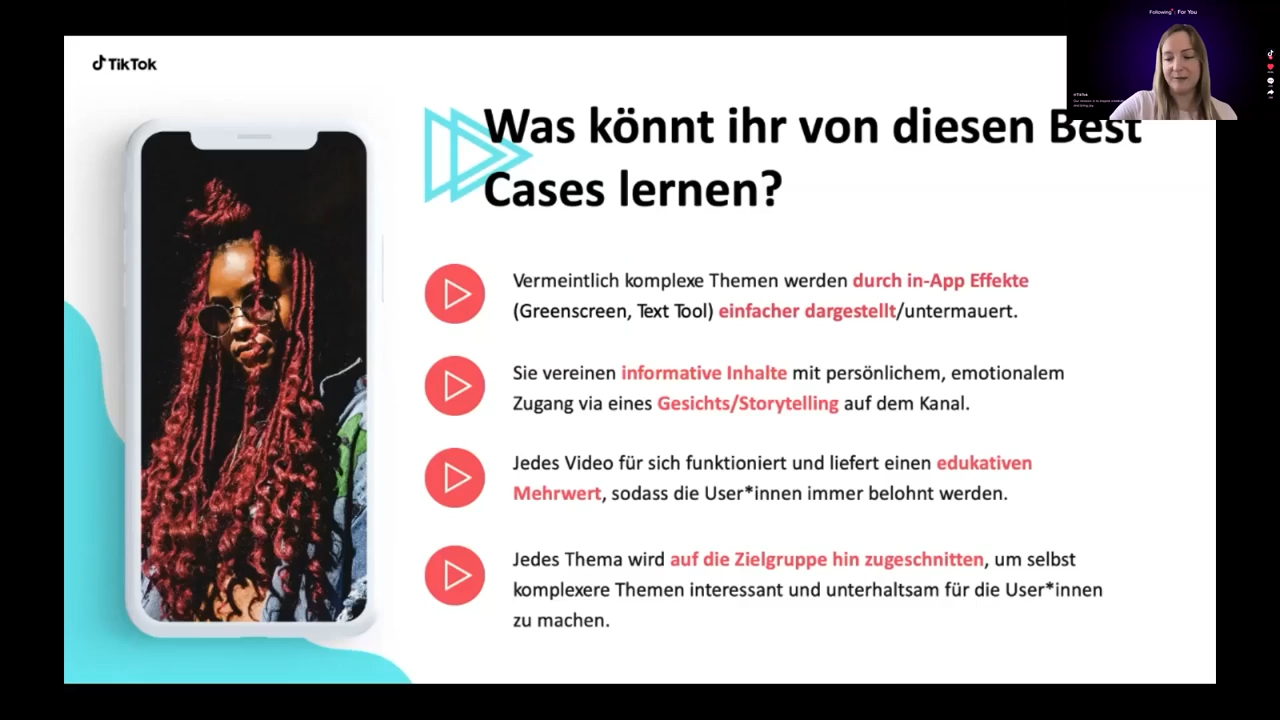 TikTok
Following For You
Was könnt ihr von diesen Best
Cases lernen?
Vermeintlich komplexe Themen werden durch in-App Effekte
(Greenscreen, Text Tool) einfacher dargestellt/untermauert.
Sie vereinen informative Inhalte mit persönlichem, emotionalem
Zugang via eines Gesichts/Storytelling auf dem Kanal.
Jedes Video für sich funktioniert und liefert einen edukativen
Mehrwert, sodass die User*innen immer belohnt werden.
Jedes Thema wird auf die Zielgruppe hin zugeschnitten, um selbst
komplexere Themen interessant und unterhaltsam für die User*innen
zu machen.